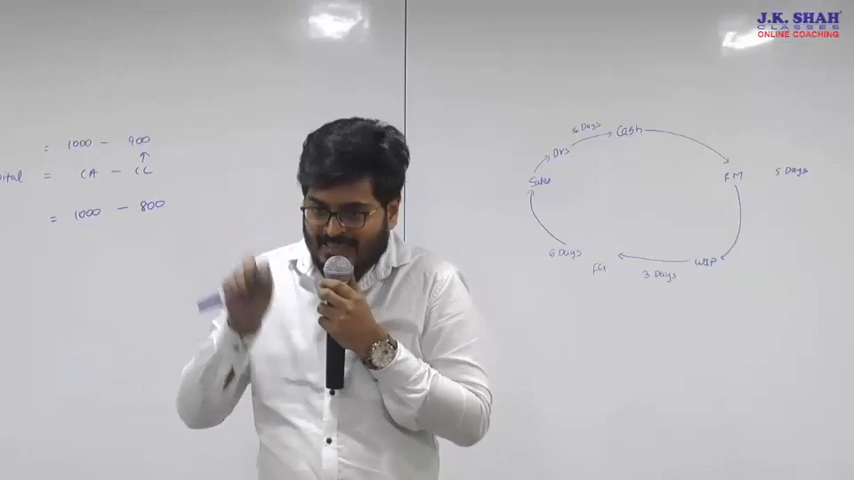 J.K. SHAH
CLASSES
ONLINE COACHING
= 1000 - 900
↑
ital = CA - CL
= 1000 - 800
16 Days
Cash
Drs
Sales
RM
5 Days
6 Days
FG
3 Days
WIP